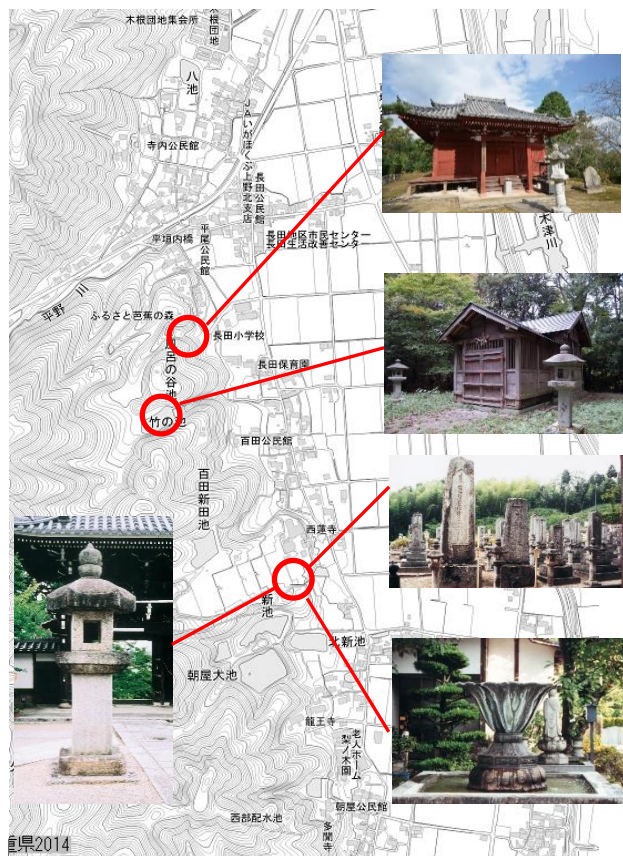 木根団地集会所
木根団地
八池
寺内公民館
JAいがほくぶ上野北支店
長田公民館
長田地区市民センター
長田生活改善センター
平尾公民館
平垣内橋
木津川
平野川
ふるさと芭蕉の森
長田小学校
呂の谷池
長田保育園
竹の池
百田公民館
百田新田池
西蓮寺
新池
北新池
朝屋大池
龍王寺
老人ホーム
梨ノ木園
朝屋公民館
西部配水池
多聞寺
重県2014